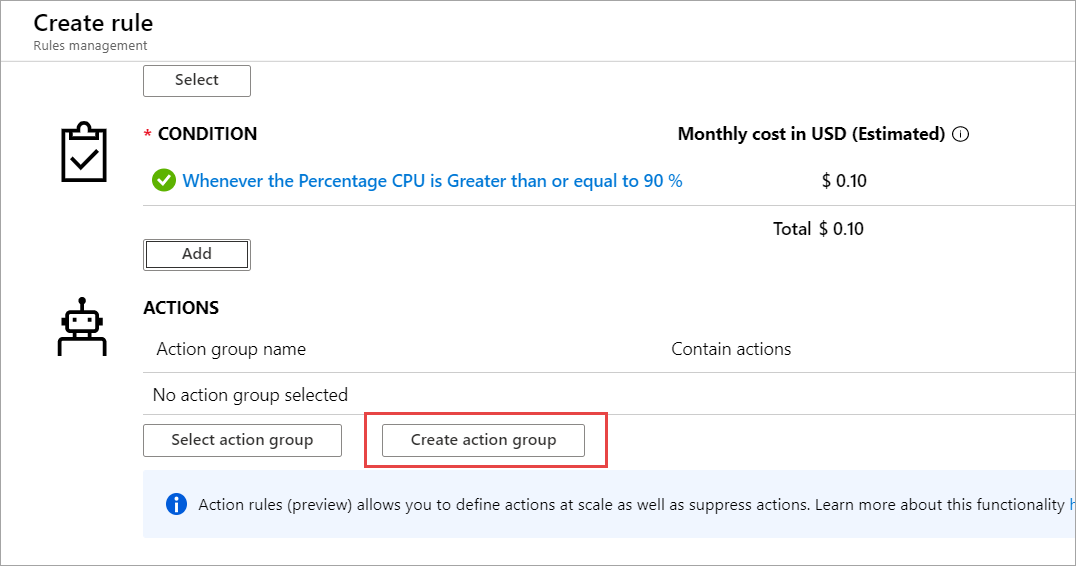 Create rule
Rules management
Select
* CONDITION Monthly cost in USD (Estimated)
Whenever the Percentage CPU is Greater than or equal to 90 % $ 0.10
Total $ 0.10
Add
ACTIONS
Action group name Contain actions
No action group selected
Select action group Create action group
Action rules (preview) allows you to define actions at scale as well as suppress actions. Learn more about this functionality